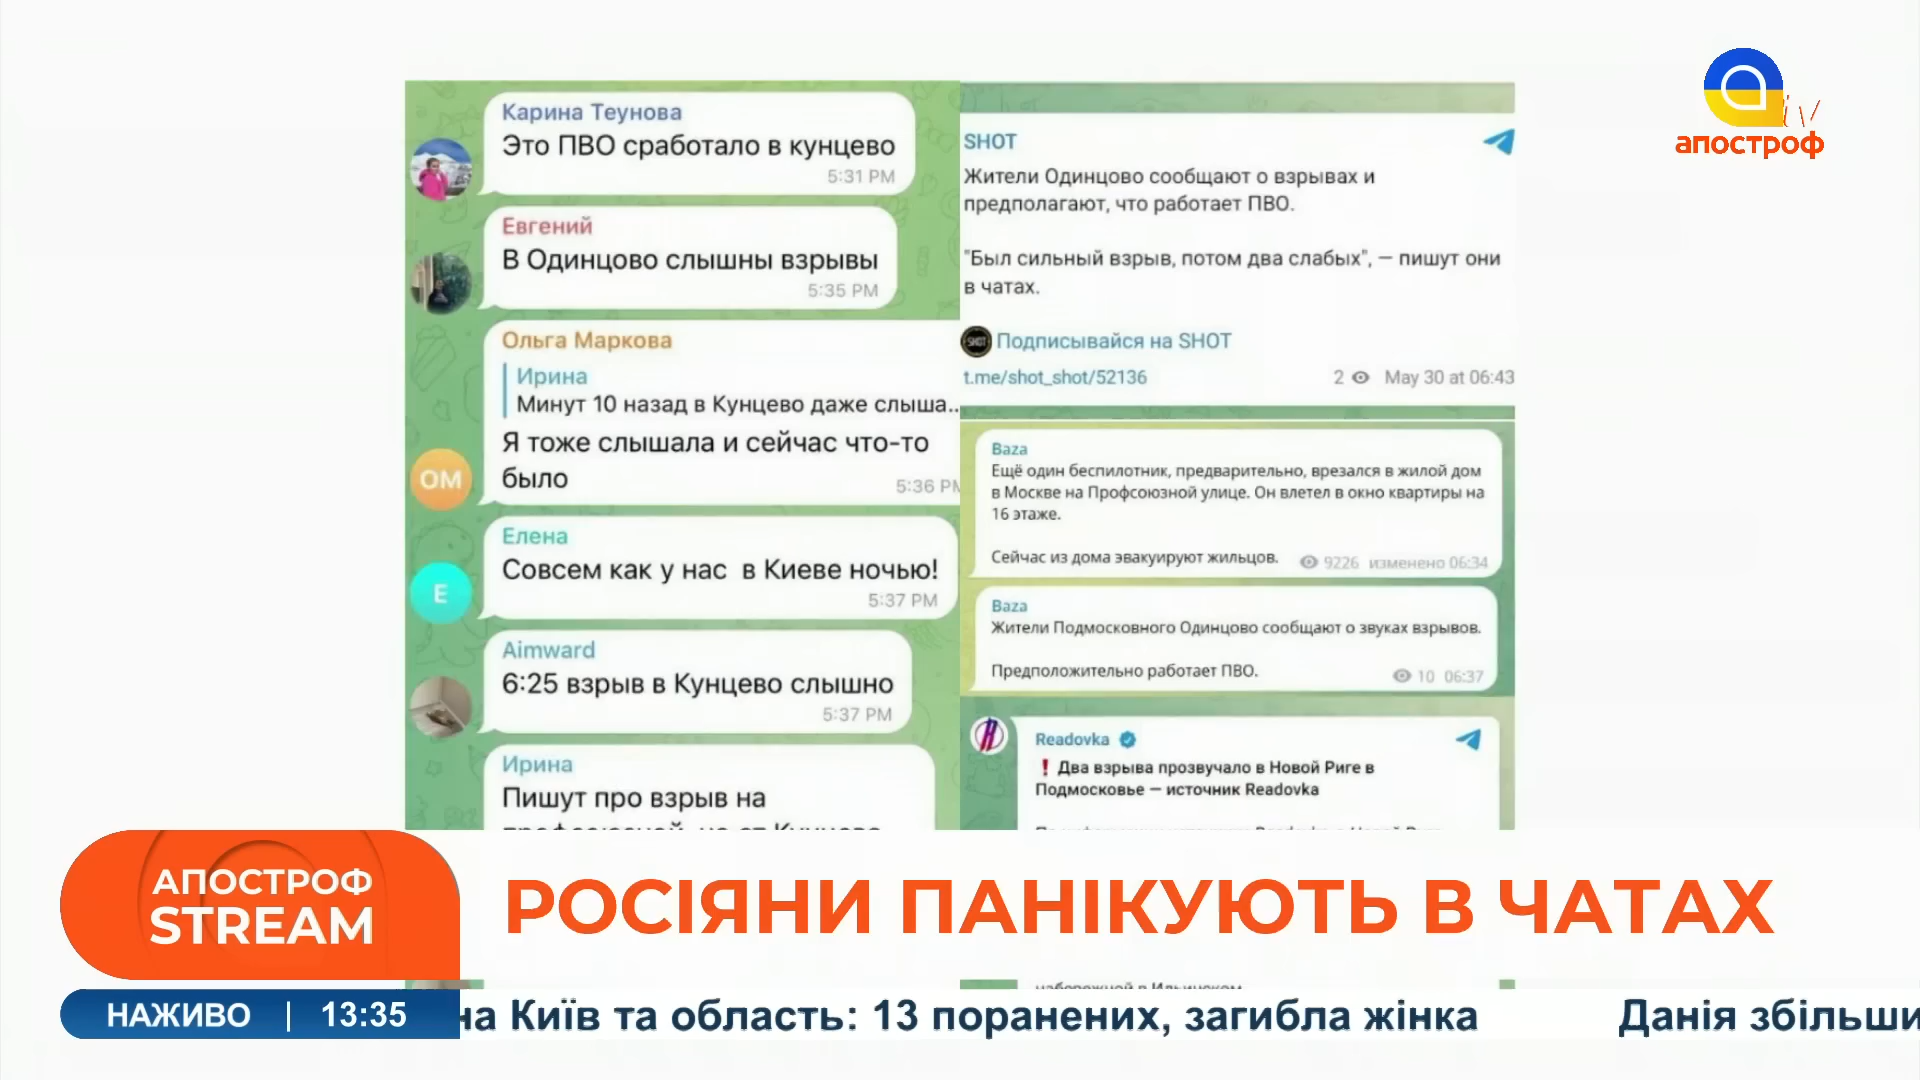 Карина Теунова
Это ПВО сработало в кунцево
5:31 PM
Евгений
В Одинцово слышны взрывы
5:35 PM
Ольга Маркова
Ирина
Минут 10 назад в Кунцево даже слыша..
Я тоже слышала и сейчас что-то
было
5:36 PM
ОМ
Елена
Совсем как у нас в Киеве ночью!
5:37 PM
Е
Aimward
6:25 взрыв в Кунцево слышно
5:37 PM
Ирина
Пишут про взрыв на
SHOT
Жители Одинцово сообщают о взрывах и
предполагают, что работает ПВО.
"Был сильный взрыв, потом два слабых", — пишут они
в чатах.
SHOT
Подписывайся на SHOT
t.me/shot_shot/52136
2 May 30 at 06:43
Baza
Ещё один беспилотник, предварительно, врезался в жилой дом
в Москве на Профсоюзной улице. Он влетел в окно квартиры на
16 этаже.
Сейчас из дома эвакуируют жильцов.
9226 изменено 06:34
Baza
Жители Подмосковного Одинцово сообщают о звуках взрывов.
Предположительно работает ПВО.
10 06:37
Readovka
❗ Два взрыва прозвучало в Новой Риге в
Подмосковье — источник Readovka
tv
апостроф
АПОСТРОФ
STREAM
РОСІЯНИ ПАНІКУЮТЬ В ЧАТАХ
НАЖИВО | 13:35
на Київ та область: 13 поранених, загибла жінка
Данія збільши